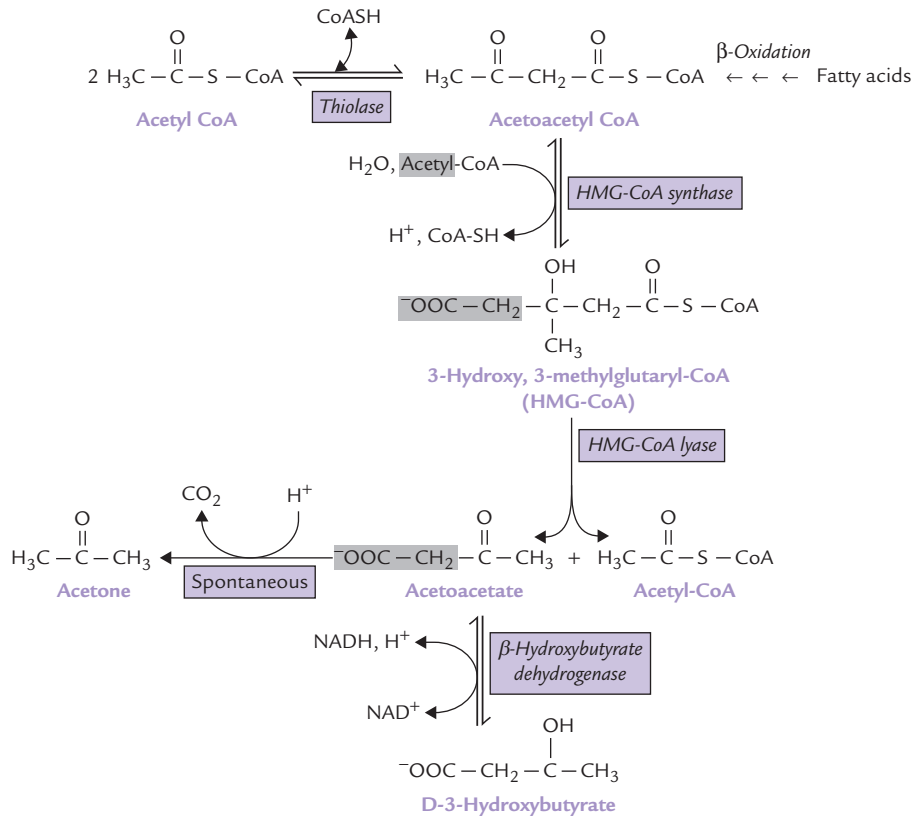 CoASH
2 H₃C — C — S — CoA
O
Acetyl CoA
Thiolase
O O
H₃C — C — CH₂ — C — S — CoA
Acetoacetyl CoA
β-Oxidation
← ← ← Fatty acids
H₂O, Acetyl-CoA
H⁺, CoA-SH
HMG-CoA synthase
OH O
⁻OOC — CH₂ — C — CH₂ — C — S — CoA
CH₃
3-Hydroxy, 3-methylglutaryl-CoA
(HMG-CoA)
HMG-CoA lyase
CO₂ H⁺
O
H₃C — C — CH₃
Acetone
Spontaneous
O
⁻OOC — CH₂ — C — CH₃
Acetoacetate
+
O
H₃C — C — S — CoA
Acetyl-CoA
NADH, H⁺
NAD⁺
β-Hydroxybutyrate
dehydrogenase
OH
⁻OOC — CH₂ — C — CH₃
D-3-Hydroxybutyrate